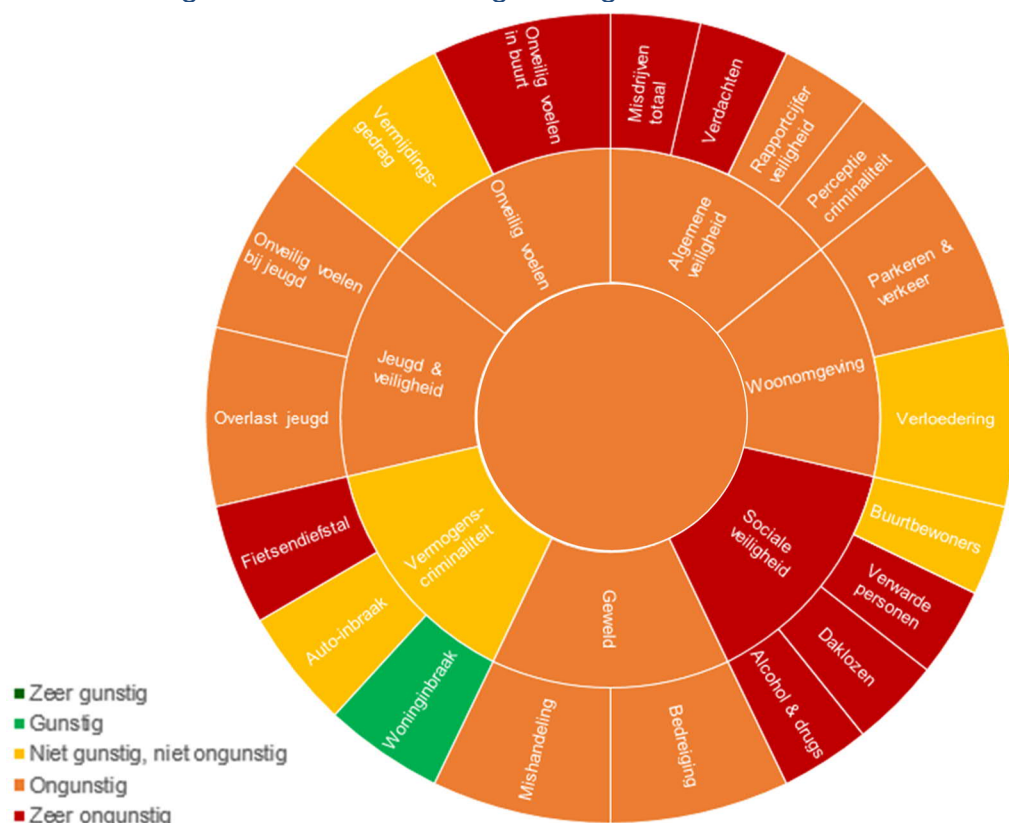 Onveilig voelen
in buurt
Misdrijven
totaal
Verdachten
Rapportcijfer
veiligheid
Perceptie
criminaliteit
Parkeren &
verkeer
Verloedering
Buurtbewoners
Verwarde
personen
Daklozen
Alcohol & drugs
Bedreiging
Mishandeling
Woninginbraak
Auto-inbraak
Fietsendiefstal
Overlast jeugd
Onveilig voelen
bij jeugd
Vermijdings-
gedrag
Onveilig voelen
Algemene
veiligheid
Woonomgeving
Sociale
veiligheid
Geweld
Vermogens-
criminaliteit
Jeugd &
veiligheid
Zeer gunstig
Gunstig
Niet gunstig, niet ongunstig
Ongunstig
Zeer ongunstig